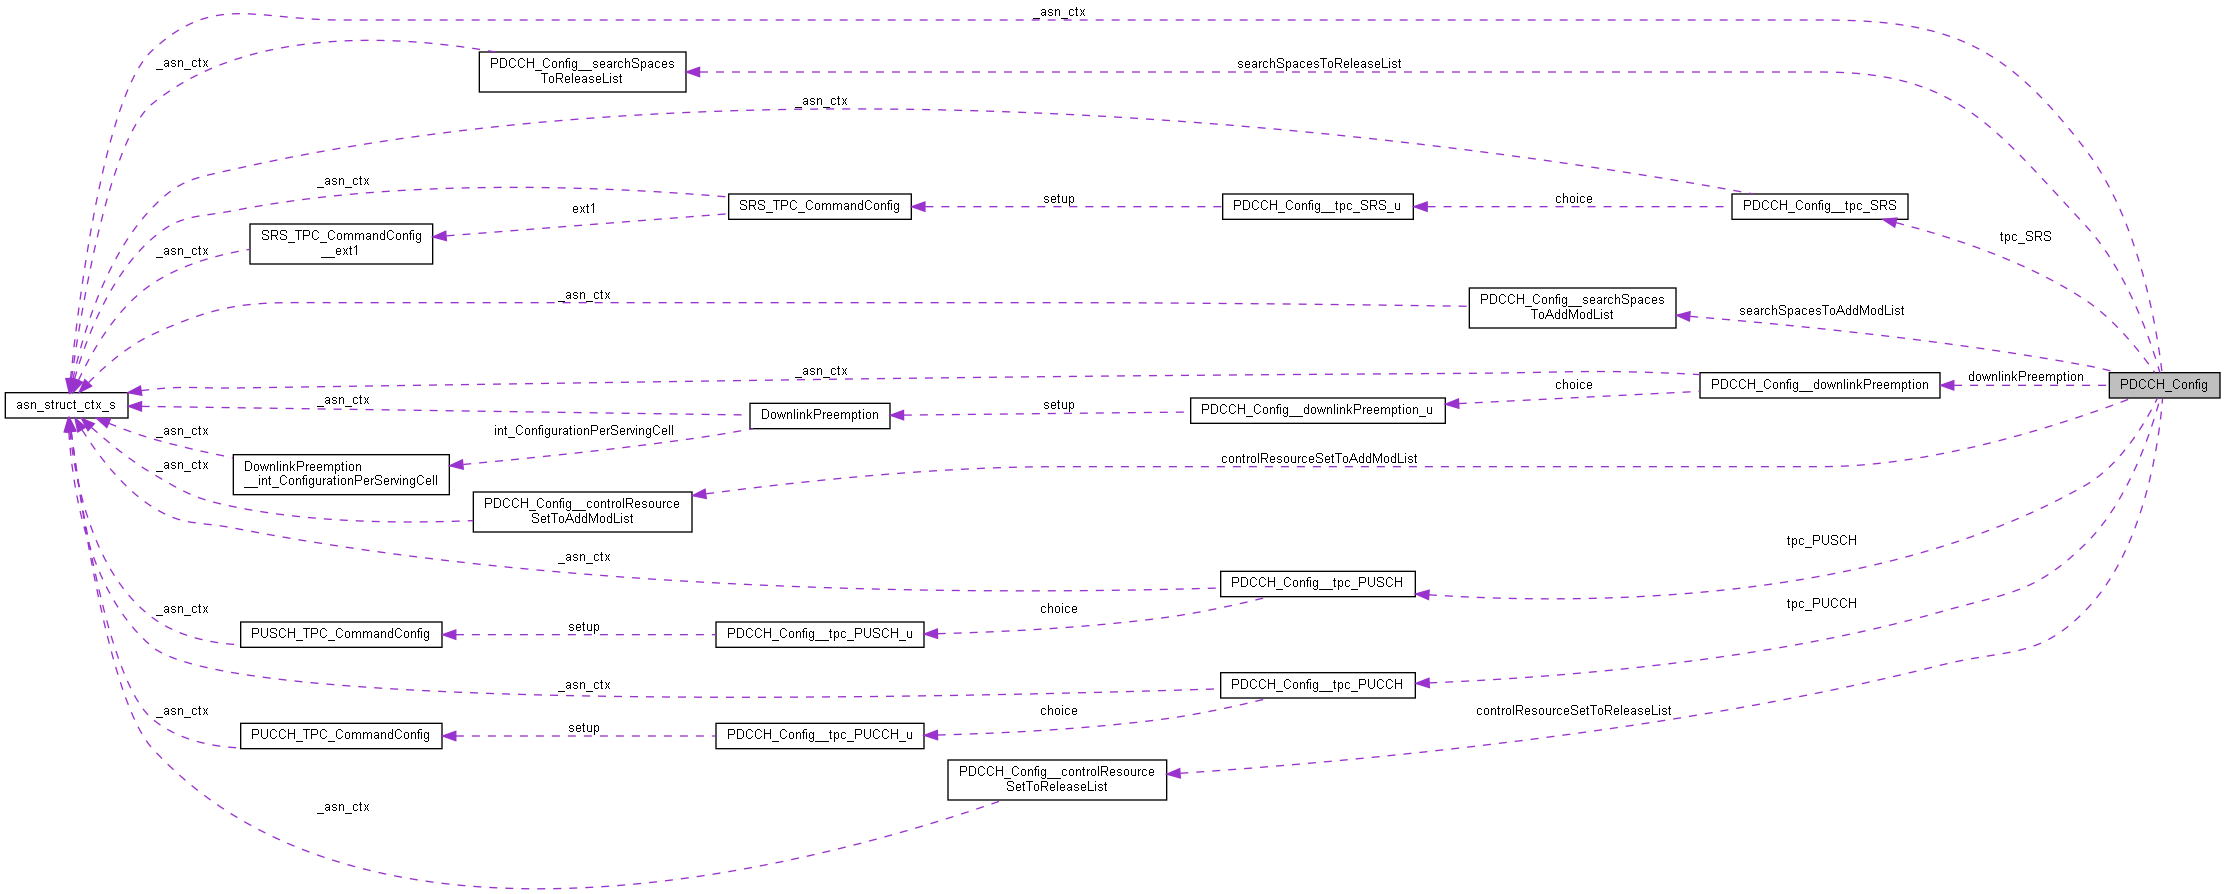 _asn_ctx
_asn_ctx
PDCCH_Config__searchSpaces
ToReleaseList
searchSpacesToReleaseList
_asn_ctx
_asn_ctx
ext1
SRS_TPC_CommandConfig
setup
PDCCH_Config__tpc_SRS_u
choice
PDCCH_Config__tpc_SRS
tpc_SRS
SRS_TPC_CommandConfig
__ext1
_asn_ctx
_asn_ctx
PDCCH_Config__searchSpaces
ToAddModList
searchSpacesToAddModList
_asn_ctx
choice
PDCCH_Config__downlinkPreemption
downlinkPreemption
PDCCH_Config
asn_struct_ctx_s
_asn_ctx
DownlinkPreemption
setup
PDCCH_Config__downlinkPreemption_u
_asn_ctx
int_ConfigurationPerServingCell
DownlinkPreemption
__int_ConfigurationPerServingCell
_asn_ctx
controlResourceSetToAddModList
PDCCH_Config__controlResource
SetToAddModList
_asn_ctx
tpc_PUSCH
PDCCH_Config__tpc_PUSCH
_asn_ctx
choice
tpc_PUCCH
PUSCH_TPC_CommandConfig
setup
PDCCH_Config__tpc_PUSCH_u
_asn_ctx
PDCCH_Config__tpc_PUCCH
_asn_ctx
choice
controlResourceSetToReleaseList
PUCCH_TPC_CommandConfig
setup
PDCCH_Config__tpc_PUCCH_u
PDCCH_Config__controlResource
SetToReleaseList
_asn_ctx